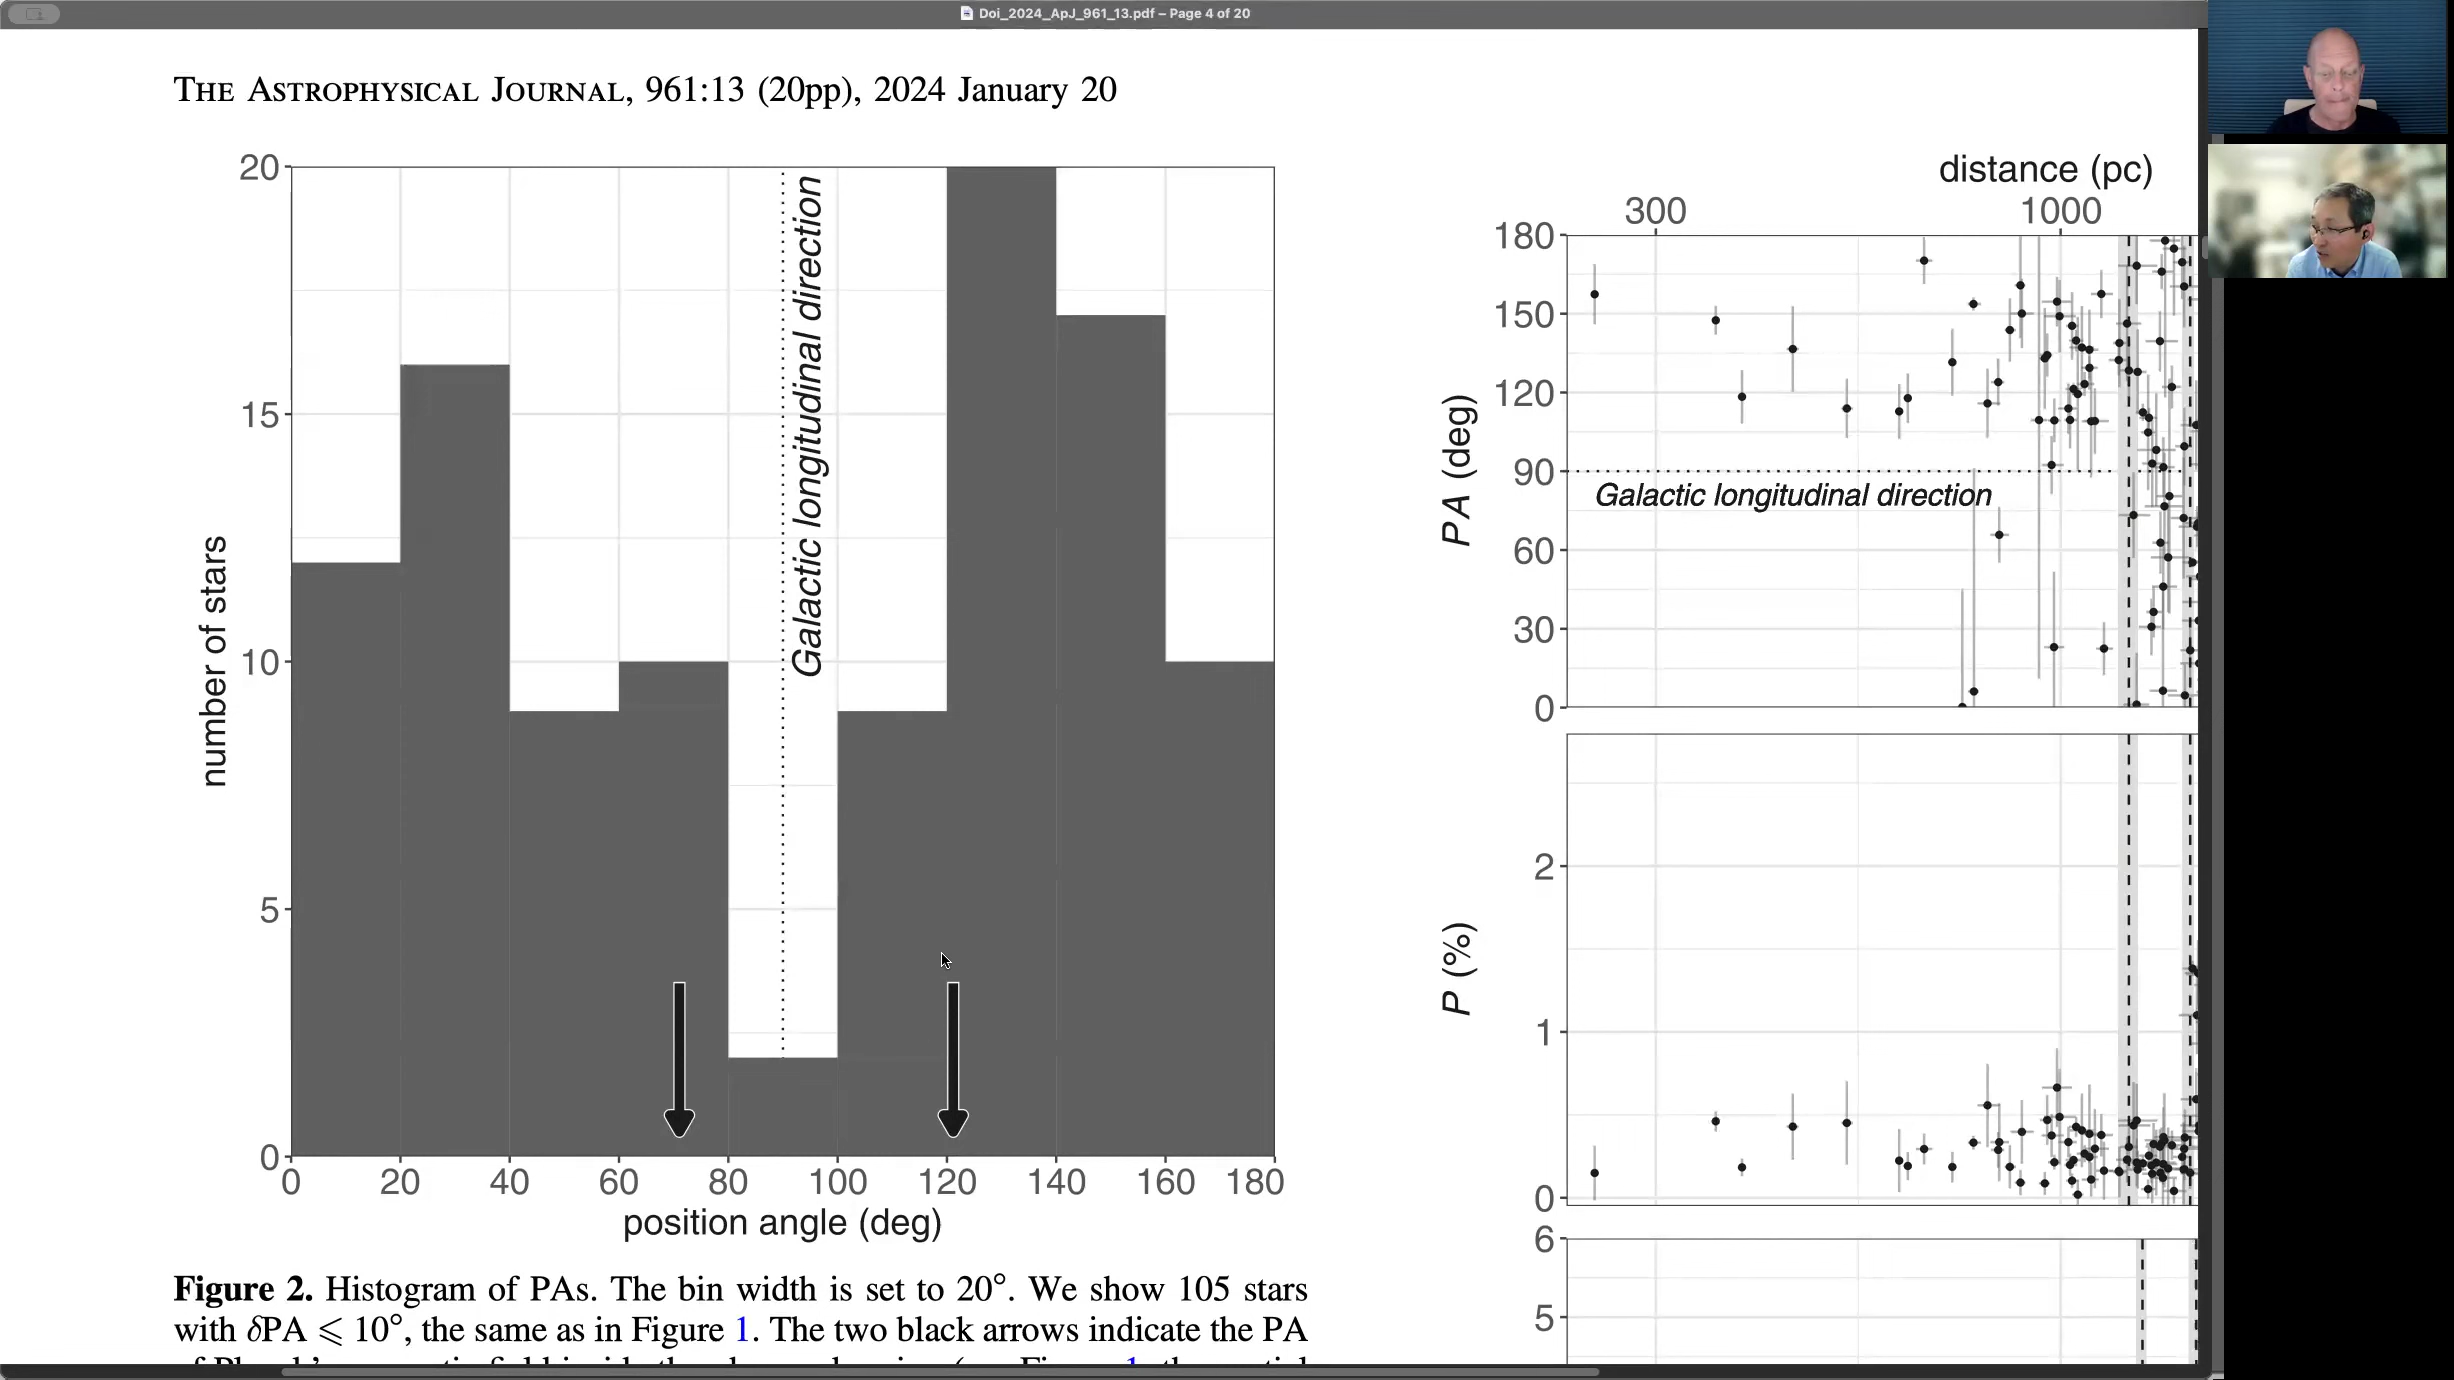 Doi_2024_ApJ_961_13.pdf – Page 4 of 20
THE ASTROPHYSICAL JOURNAL, 961:13 (20pp), 2024 January 20
20
15
10
5
0
number of stars
Galactic longitudinal direction
0 20 40 60 80 100 120 140 160 180
position angle (deg)
Figure 2. Histogram of PAs. The bin width is set to 20°. We show 105 stars
with δPA ⩽ 10°, the same as in Figure 1. The two black arrows indicate the PA
distance (pc)
300 1000
180
150
120
90
60
30
0
PA (deg)
Galactic longitudinal direction
2
1
0
P (%)
6
5